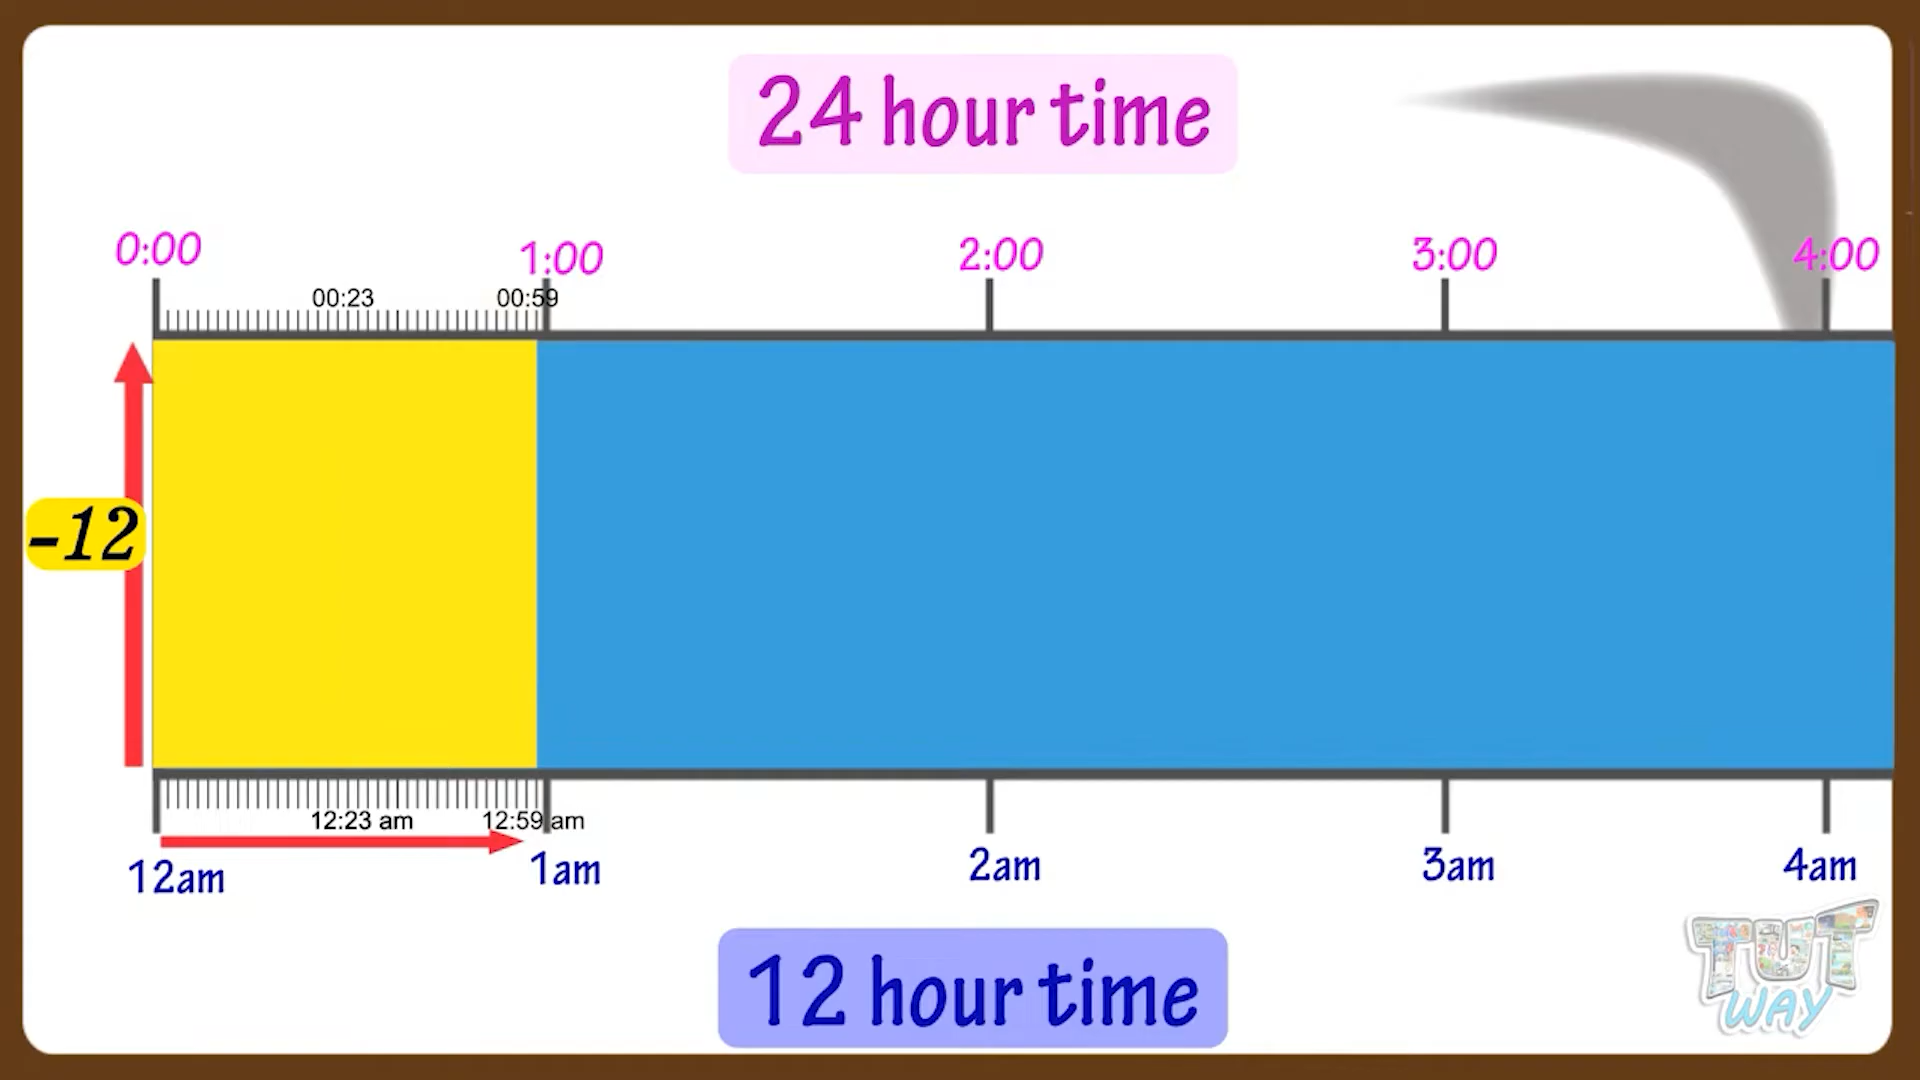 24 hour time
0:00 1:00 2:00 3:00 4:00
00:23 00:59
-12
12:23 am 12:59 am
12am 1am 2am 3am 4am
12 hour time
TUT
WAY